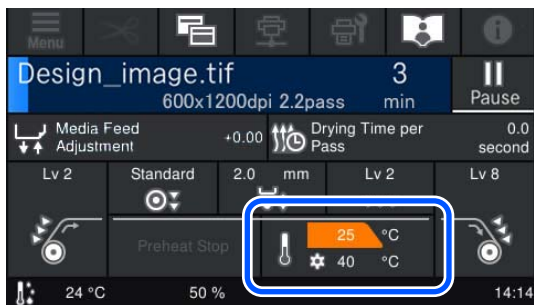 Menu
Design_image.tif
600x1200dpi 2.2pass
3
min
Pause
Media Feed
Adjustment
+0.00
Drying Time per
Pass
0.0
second
Lv 2
Standard
2.0 mm
Lv 2
Lv 8
Preheat Stop
25 °C
40 °C
24 °C
50 %
14:14